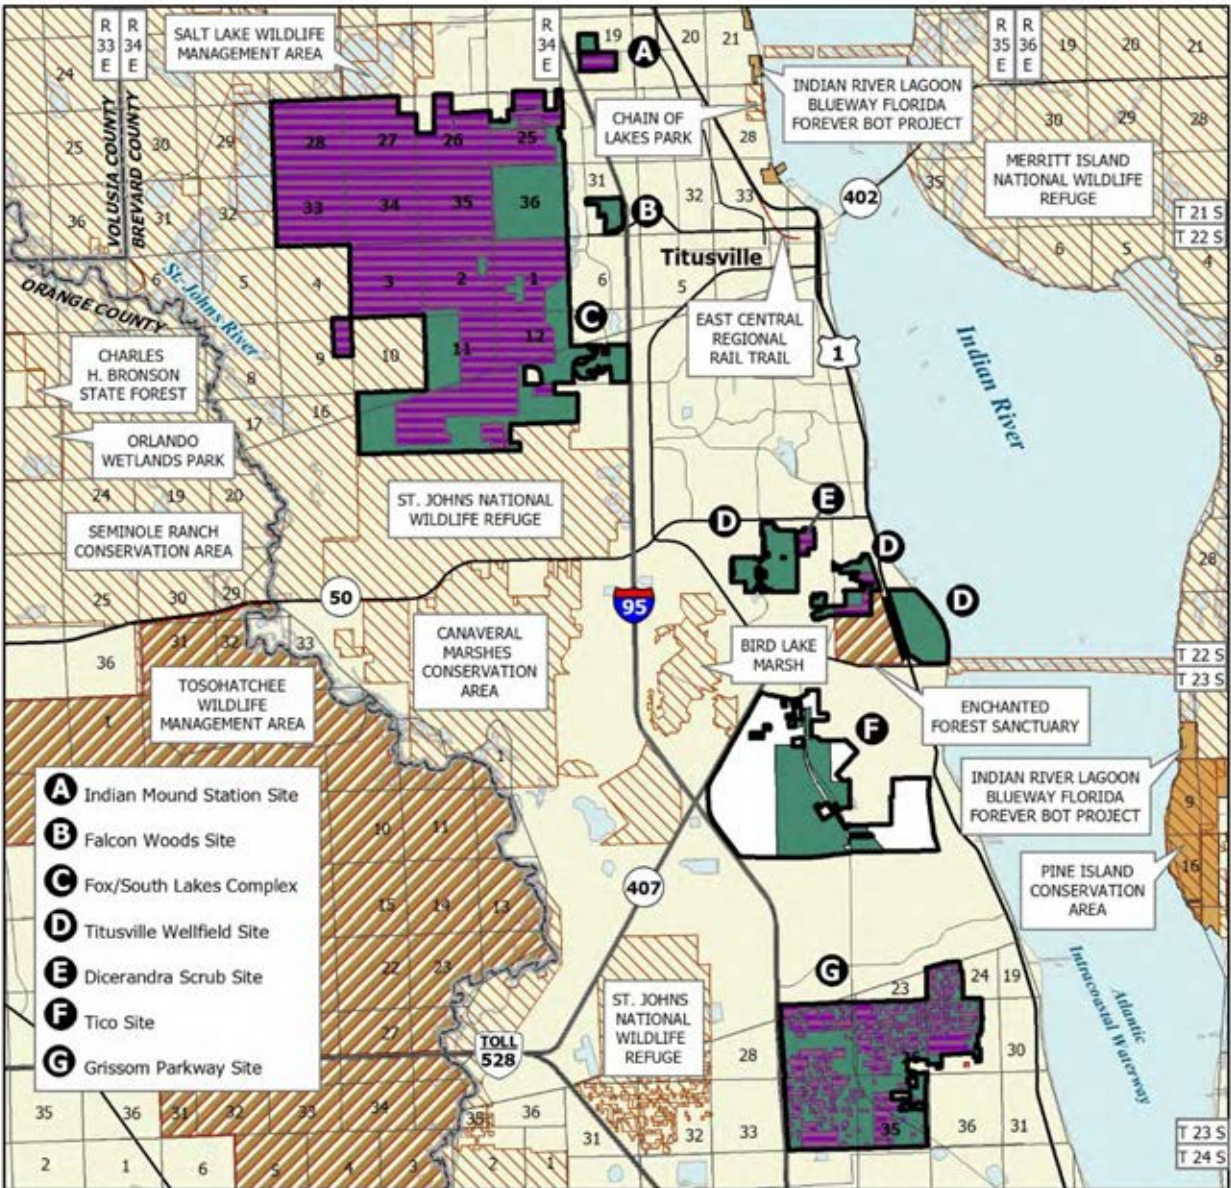 R
33
E
R
34
E
SALT LAKE WILDLIFE
MANAGEMENT AREA
R
34
E
19
A
20
21
R
35
E
R
36
E
19
20
21
24
INDIAN RIVER LAGOON
BLUEWAY FLORIDA
FOREVER BOT PROJECT
CHAIN OF
LAKES PARK
28
30
29
28
25
30
29
28
27
26
25
MERRITT ISLAND
NATIONAL WILDLIFE
REFUGE
VOLUSIA COUNTY
BREVARD COUNTY
31
32
33
402
35
36
31
32
33
34
35
36
B
T 21 S
T 22 S
Titusville
6
5
4
ORANGE COUNTY
St. Johns River
6
5
4
3
2
1
6
5
EAST CENTRAL
REGIONAL
RAIL TRAIL
C
1
Indian River
CHARLES
H. BRONSON
STATE FOREST
9
10
11
12
9
8
ORLANDO
WETLANDS PARK
17
16
24
19
20
ST. JOHNS NATIONAL
WILDLIFE REFUGE
SEMINOLE RANCH
CONSERVATION AREA
D
E
D
28
25
30
29
50
95
D
36
31
32
33
CANAVERAL
MARSHES
CONSERVATION
AREA
BIRD LAKE
MARSH
T 22 S
T 23 S
TOSOHATCHEE
WILDLIFE
MANAGEMENT AREA
1
1
ENCHANTED
FOREST SANCTUARY
F
INDIAN RIVER LAGOON
BLUEWAY FLORIDA
FOREVER BOT PROJECT
9
A Indian Mound Station Site
B Falcon Woods Site
C Fox/South Lakes Complex
D Titusville Wellfield Site
E Dicerandra Scrub Site
F Tico Site
G Grissom Parkway Site
10
11
15
14
13
22
23
27
407
PINE ISLAND
CONSERVATION
AREA
16
G
23
24
19
ST. JOHNS
NATIONAL
WILDLIFE
REFUGE
Atlantic
Intracoastal Waterway
TOLL
528
28
30
35
36
31
32
33
34
35
36
31
32
33
35
36
31
T 23 S
T 24 S
2
1
6
5
4
3
2
1